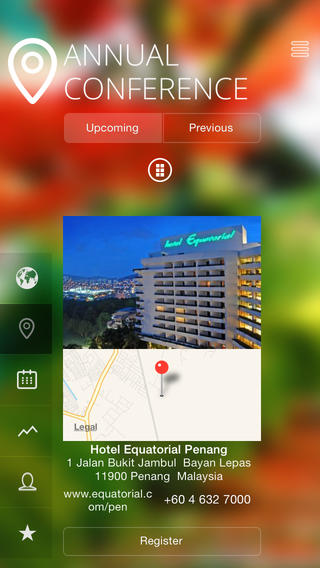 ANNUAL
CONFERENCE
Upcoming
Previous
hotel Equatorial
Legal
Hotel Equatorial Penang
1 Jalan Bukit Jambul Bayan Lepas
11900 Penang Malaysia
www.equatorial.c
om/pen
+60 4 632 7000
Register